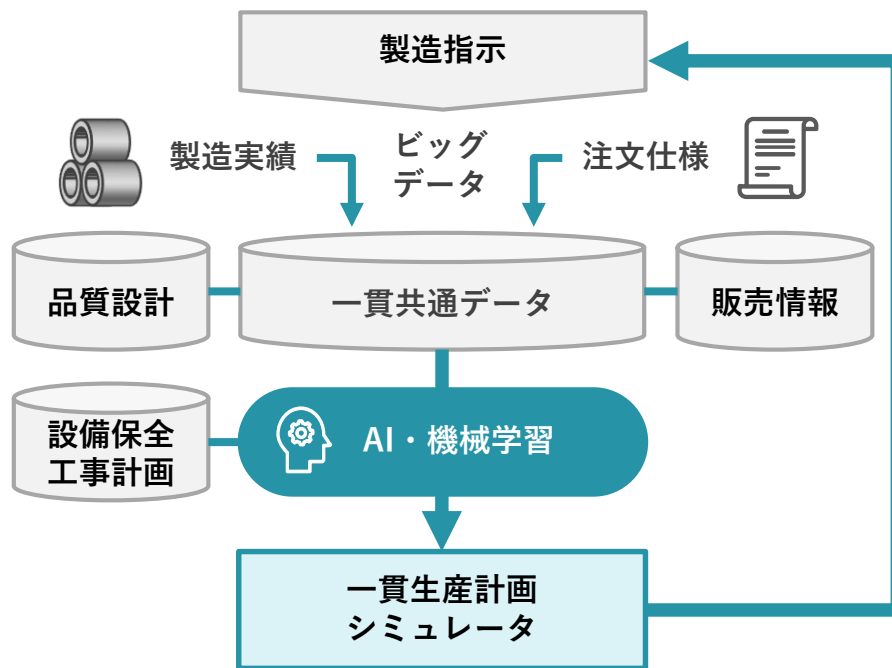 製造指示
製造実績
ビッグ
データ
注文仕様
品質設計
一貫共通データ
販売情報
設備保全
工事計画
AI・機械学習
一貫生産計画
シミュレータ